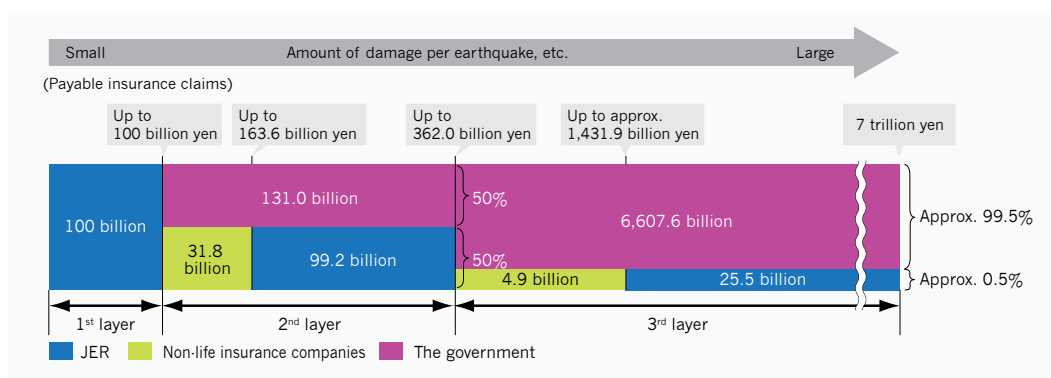 Small
Amount of damage per earthquake, etc.
Large
(Payable insurance claims)
Up to
100 billion yen
Up to
163.6 billion yen
Up to
362.0 billion yen
Up to approx.
1,431.9 billion yen
7 trillion yen
100 billion
131.0 billion
50%
6,607.6 billion
Approx. 99.5%
31.8
billion
99.2 billion
50%
4.9 billion
25.5 billion
Approx. 0.5%
1st layer
2nd layer
3rd layer
JER
Non-life insurance companies
The government